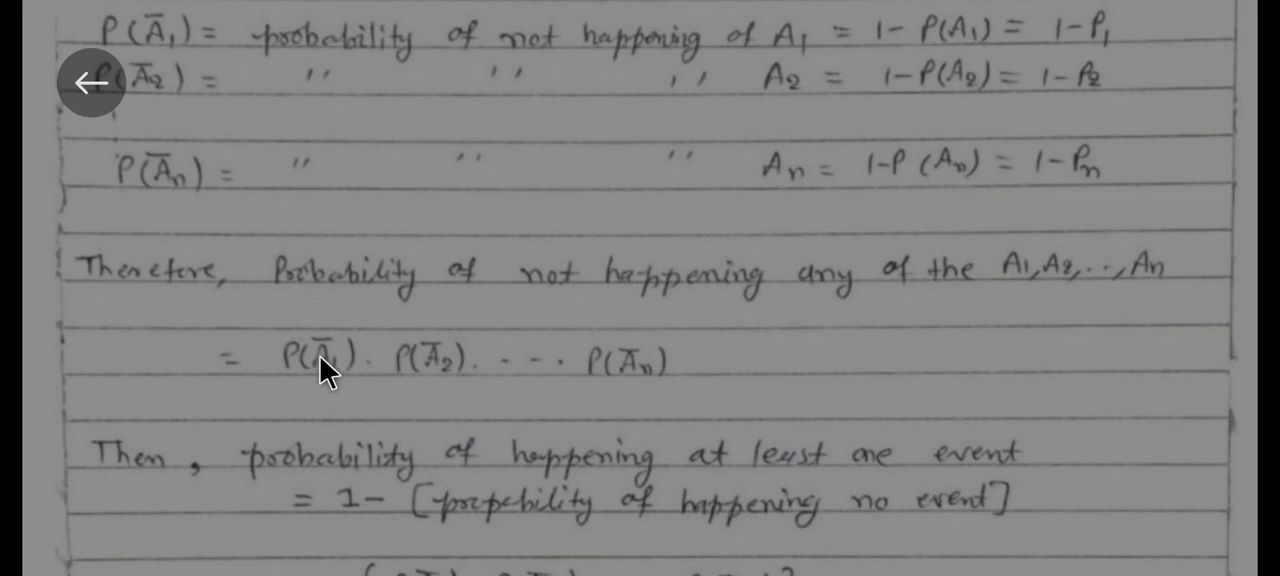 P(Ā₁) = probability of not happening of A₁ = 1-P(A₁) = 1-P₁
P(Ā₂) = '' '' '' A₂ = 1-P(A₂) = 1-P₂
P(Ān) = '' '' '' An = 1-P(An) = 1-Pn
Therefore, Probability of not happening any of the A₁,A₂,..,An
= P(Ā₁). P(Ā₂). - - - . P(Ān)
Then, probability of happening at least one event
= 1- [propebility of happening no event]